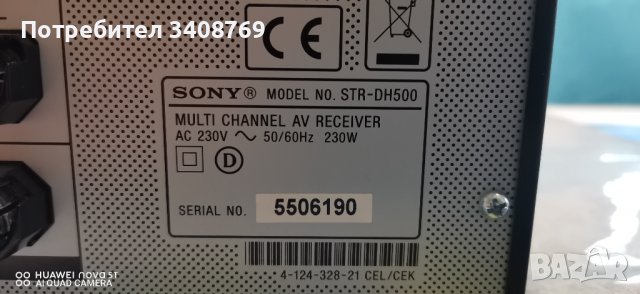 Потребител 3408769
CE
SONY® MODEL NO. STR-DH500
MULTI CHANNEL AV RECEIVER
AC 230V ~ 50/60Hz 230W
D
SERIAL NO. 5506190
4-124-328-21 CEL/CEK
HUAWEI nova 5T
AI QUAD CAMERA
BAZAR